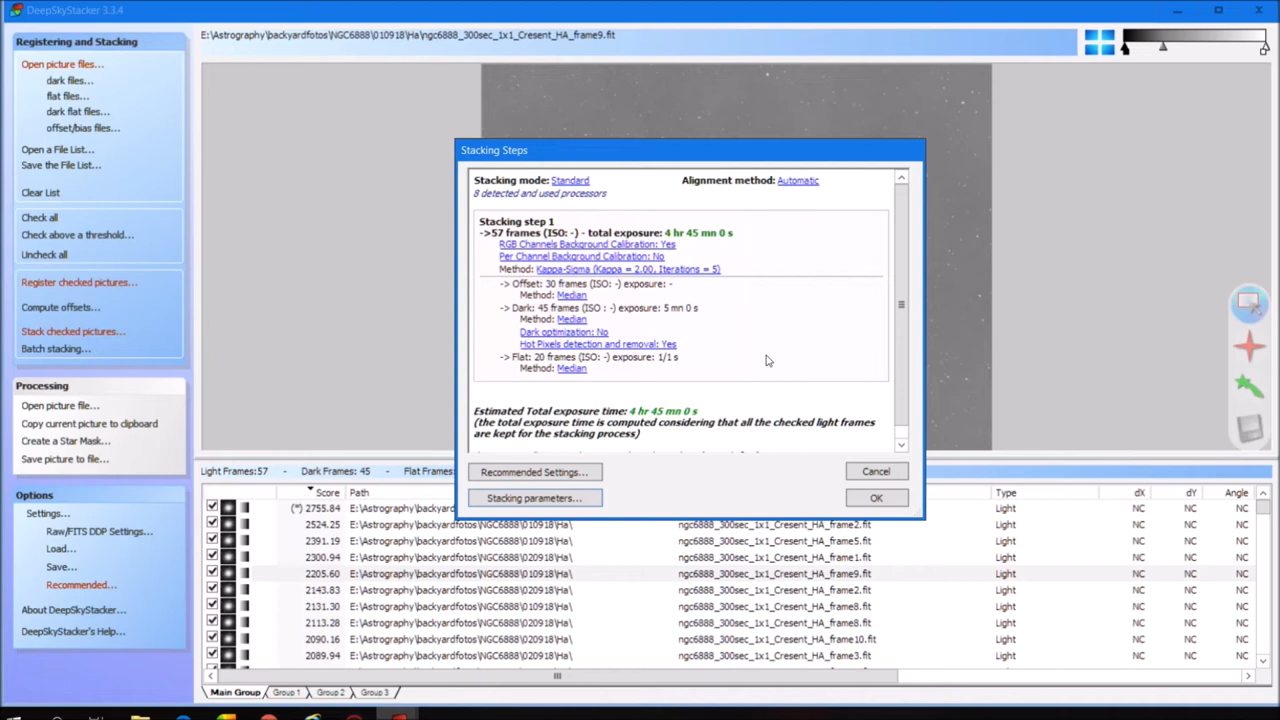 DeepSkyStacker 3.3.4
Registering and Stacking
Open picture files...
dark files...
flat files...
dark flat files...
offset/bias files...
Open a File List...
Save the File List...
Clear List
Check all
Check above a threshold...
Uncheck all
Register checked pictures...
Compute offsets...
Stack checked pictures...
Batch stacking...
Processing
Open picture file...
Copy current picture to clipboard
Create a Star Mask...
Save picture to file...
Options
Settings...
Raw/FITS DDP Settings...
Load...
Save...
Recommended...
About DeepSkyStacker...
DeepSkyStacker's Help...
E:\Astrography\backyardfotos\NGC6888\010918\Ha\ngc6888_300sec_1x1_Cresent_HA_frame9.fit
Stacking Steps
Stacking mode: Standard Alignment method: Automatic
8 detected and used processors
Stacking step 1
->57 frames (ISO: -) - total exposure: 4 hr 45 mn 0 s
RGB Channels Background Calibration: Yes
Per Channel Background Calibration: No
Method: Kappa-Sigma (Kappa = 2.00, Iterations = 5)
-> Offset: 30 frames (ISO: -) exposure: -
Method: Median
-> Dark: 45 frames (ISO : -) exposure: 5 mn 0 s
Method: Median
Dark optimization: No
Hot Pixels detection and removal: Yes
-> Flat: 20 frames (ISO: -) exposure: 1/1 s
Method: Median
Estimated Total exposure time: 4 hr 45 mn 0 s
(the total exposure time is computed considering that all the checked light frames
are kept for the stacking process)
Recommended Settings... Cancel
Stacking parameters... OK
Light Frames:57 - Dark Frames: 45 - Flat Frames:
Score Path Type dX dY Angle
(*) 2755.84 E:\Astrography\backyardf Light NC NC NC
2524.25 E:\Astrography\backyardfotos\NGC6888\010918\Ha\ ngc6888_300sec_1x1_Cresent_HA_frame2.fit Light NC NC NC
2391.19 E:\Astrography\backyardfotos\NGC6888\010918\Ha\ ngc6888_300sec_1x1_Cresent_HA_frame5.fit Light NC NC NC
2300.94 E:\Astrography\backyardfotos\NGC6888\010918\Ha\ ngc6888_300sec_1x1_Cresent_HA_frame1.fit Light NC NC NC
2205.60 E:\Astrography\backyardfotos\NGC6888\010918\Ha\ ngc6888_300sec_1x1_Cresent_HA_frame9.fit Light NC NC NC
2143.83 E:\Astrography\backyardfotos\NGC6888\020918\Ha\ ngc6888_300sec_1x1_Cresent_HA_frame2.fit Light NC NC NC
2131.30 E:\Astrography\backyardfotos\NGC6888\020918\Ha\ ngc6888_300sec_1x1_Cresent_HA_frame8.fit Light NC NC NC
2113.28 E:\Astrography\backyardfotos\NGC6888\010918\Ha\ ngc6888_300sec_1x1_Cresent_HA_frame8.fit Light NC NC NC
2090.16 E:\Astrography\backyardfotos\NGC6888\020918\Ha\ ngc6888_300sec_1x1_Cresent_HA_frame10.fit Light NC NC NC
2089.94 E:\Astrography\backyardfotos\NGC6888\020918\Ha\ ngc6888_300sec_1x1_Cresent_HA_frame3.fit Light NC NC NC
Main Group Group 1 Group 2 Group 3